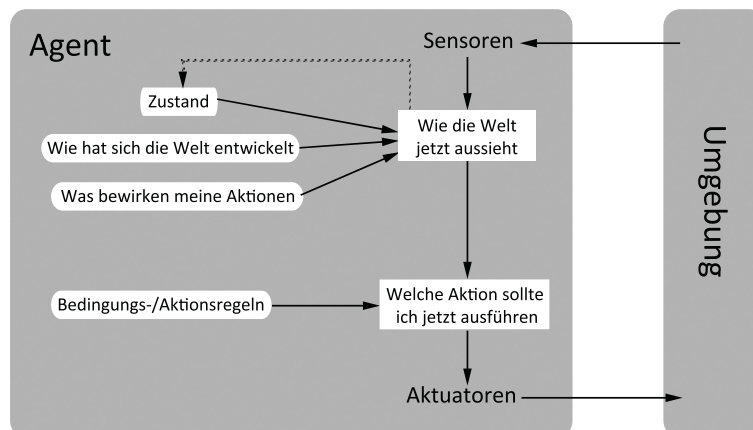 Agent
Sensoren
Zustand
Wie die Welt
jetzt aussieht
Wie hat sich die Welt entwickelt
Was bewirken meine Aktionen
Umgebung
Bedingungs-/Aktionsregeln
Welche Aktion sollte
ich jetzt ausführen
Aktuatoren